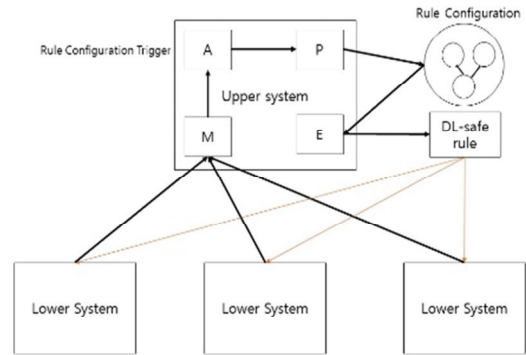 Rule Configuration
Rule Configuration Trigger
A
P
Upper system
M
E
DL-safe
rule
Lower System
Lower System
Lower System